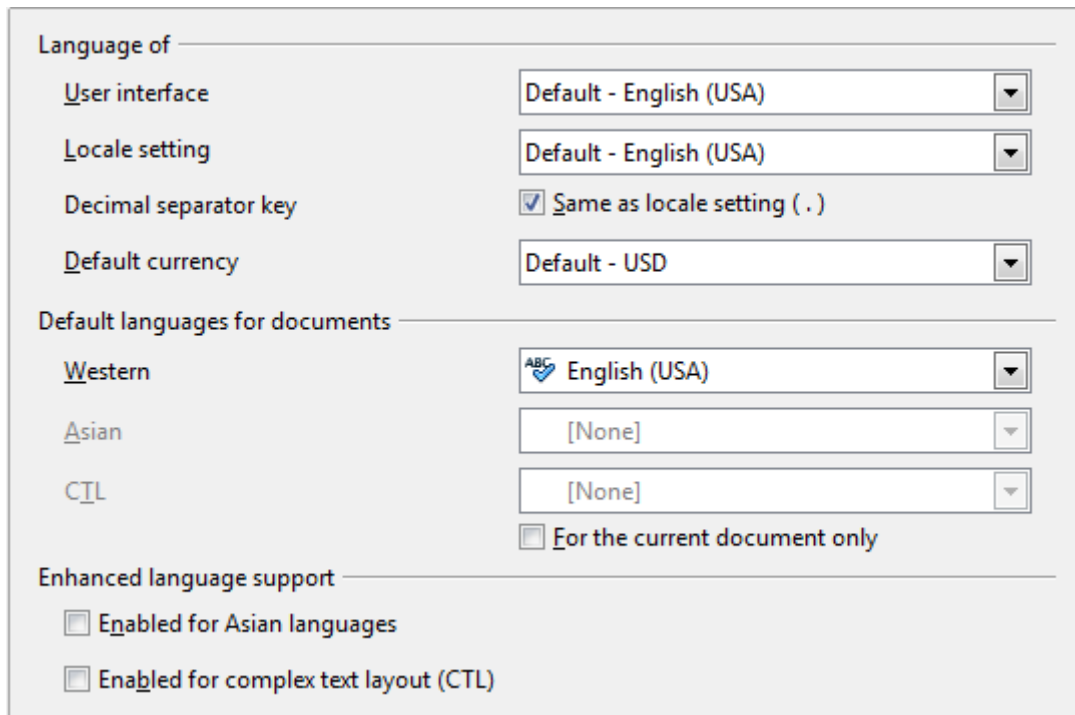 Language of
User interface Default - English (USA)
Locale setting Default - English (USA)
Decimal separator key Same as locale setting ( . )
Default currency Default - USD
Default languages for documents
Western ABC English (USA)
Asian [None]
CTL [None]
For the current document only
Enhanced language support
Enabled for Asian languages
Enabled for complex text layout (CTL)